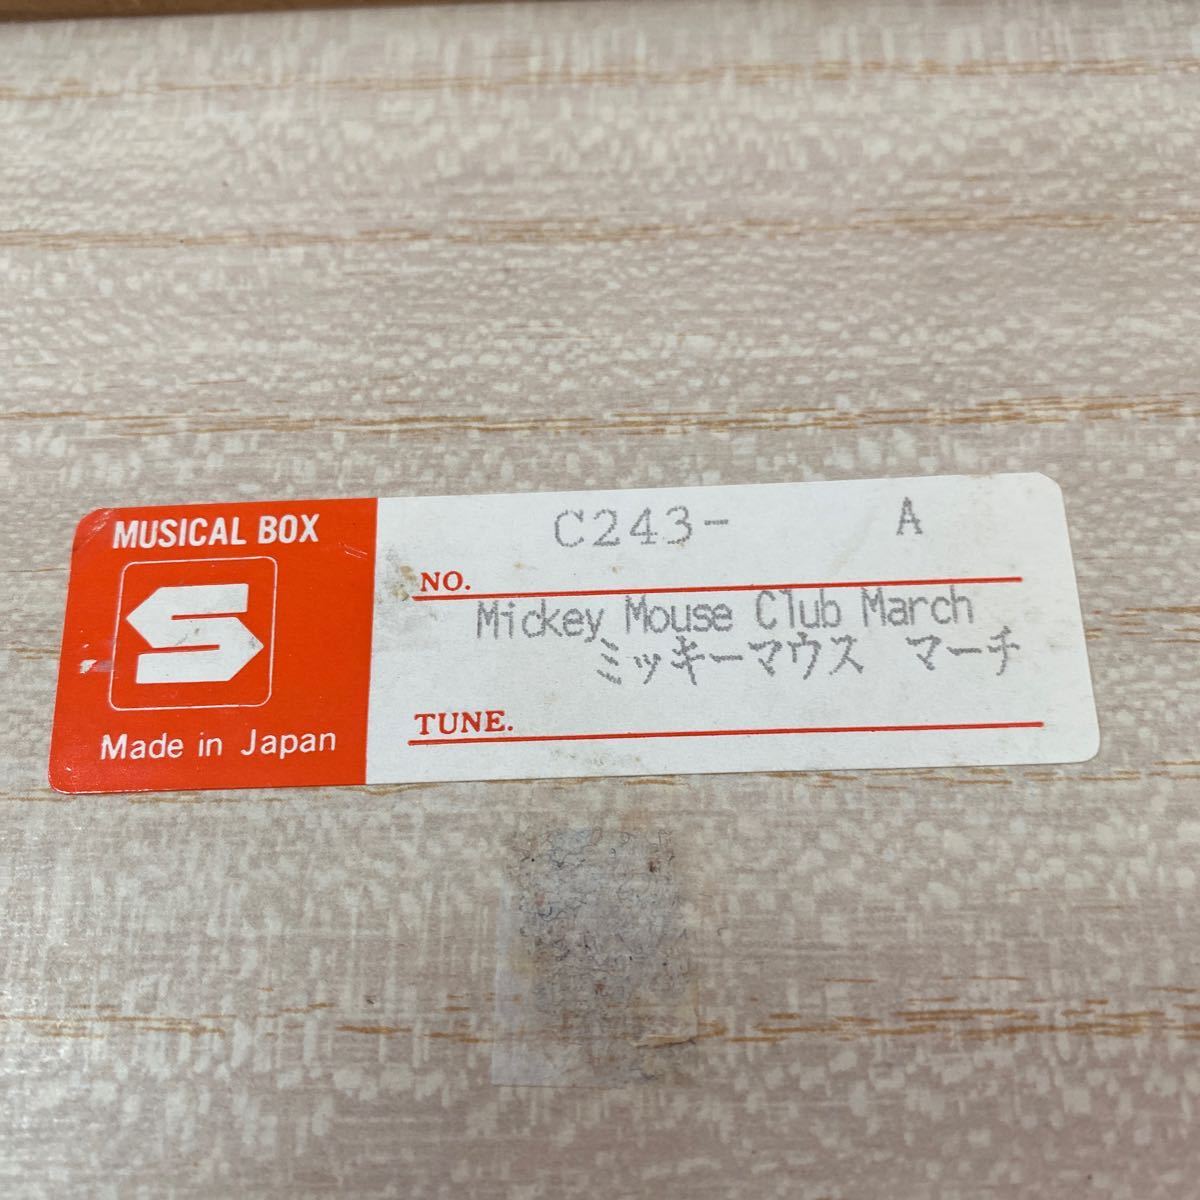 MUSICAL BOX
S
Made in Japan
C243- A
NO.
Mickey Mouse Club March
ミッキーマウス マーチ
TUNE.